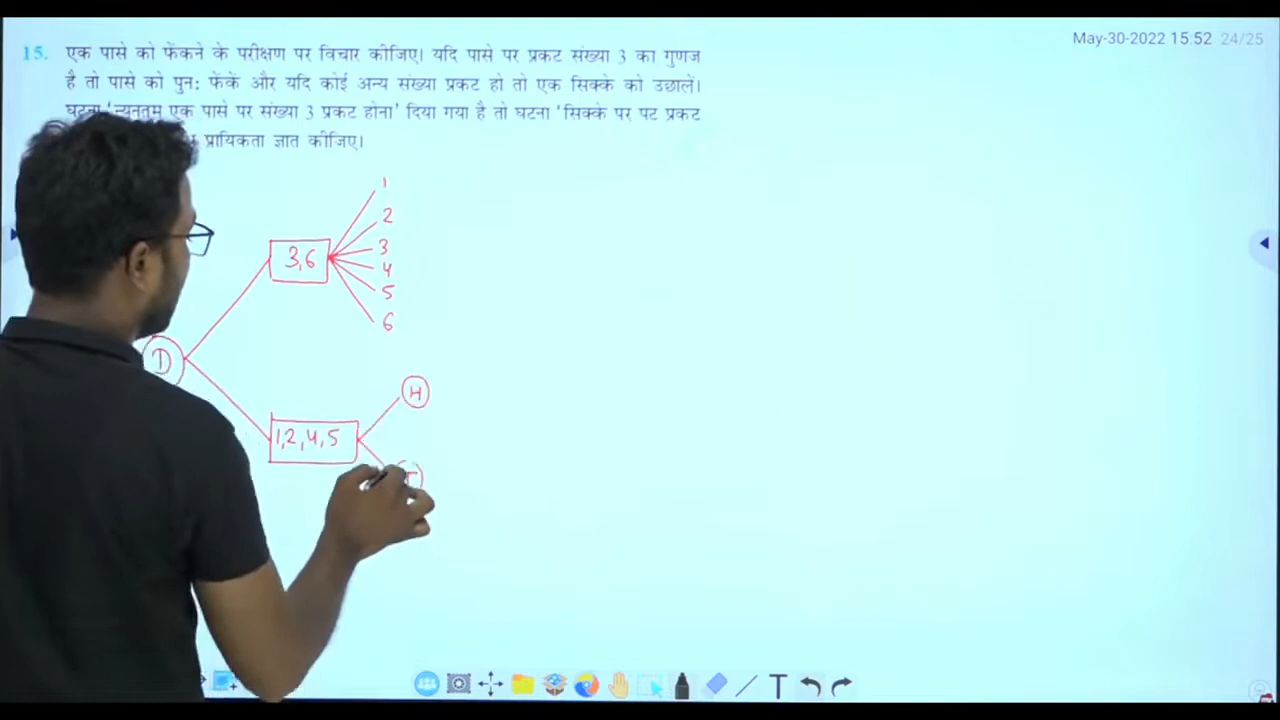 May-30-2022 15:52 24/25
15. एक पासे को फेंकने के परीक्षण पर विचार कीजिए। यदि पासे पर प्रकट संख्या 3 का गुणज
है तो पासे को पुन: फेंकें और यदि कोई अन्य संख्या प्रकट हो तो एक सिक्के को उछालें।
घटना 'न्यूनतम एक पासे पर संख्या 3 प्रकट होना' दिया गया है तो घटना 'सिक्के पर पट प्रकट
प्रायिकता ज्ञात कीजिए।
1
2
3,6
3
4
5
6
D
H
1,2,4,5
T